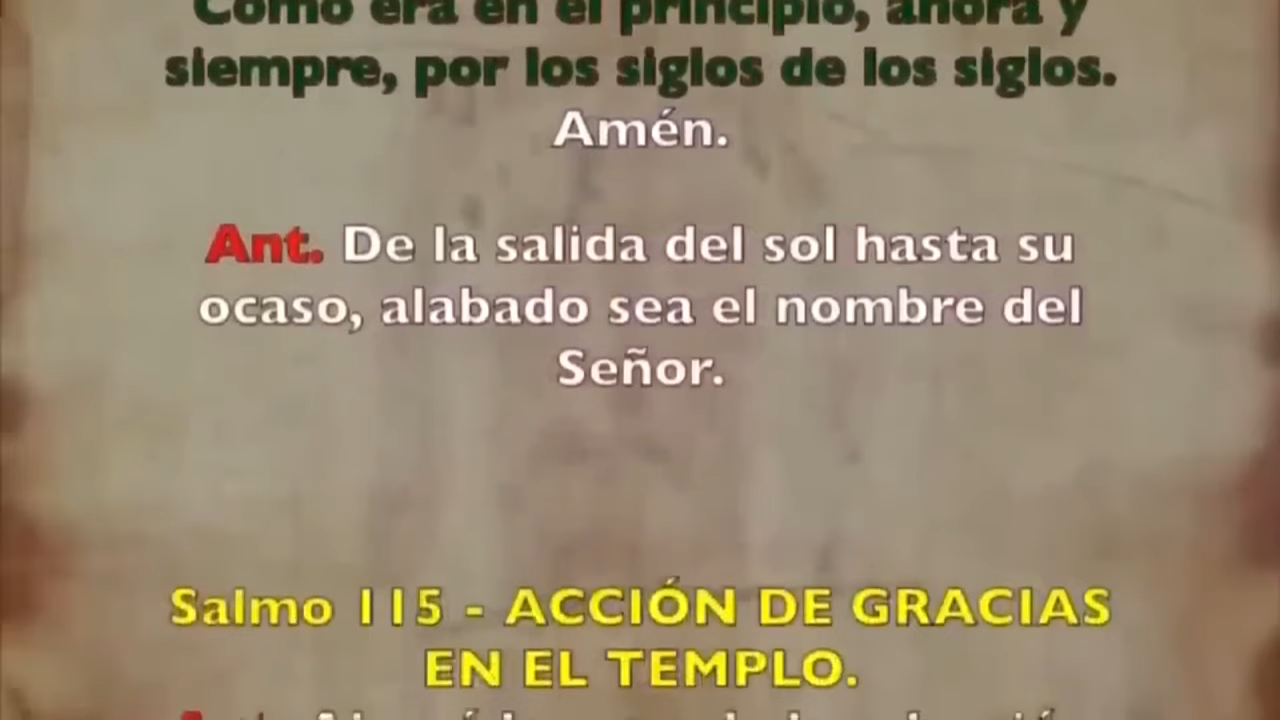 Como era en el principio, ahora y
siempre, por los siglos de los siglos.
Amén.
Ant. De la salida del sol hasta su
ocaso, alabado sea el nombre del
Señor.
Salmo 115 - ACCIÓN DE GRACIAS
EN EL TEMPLO.